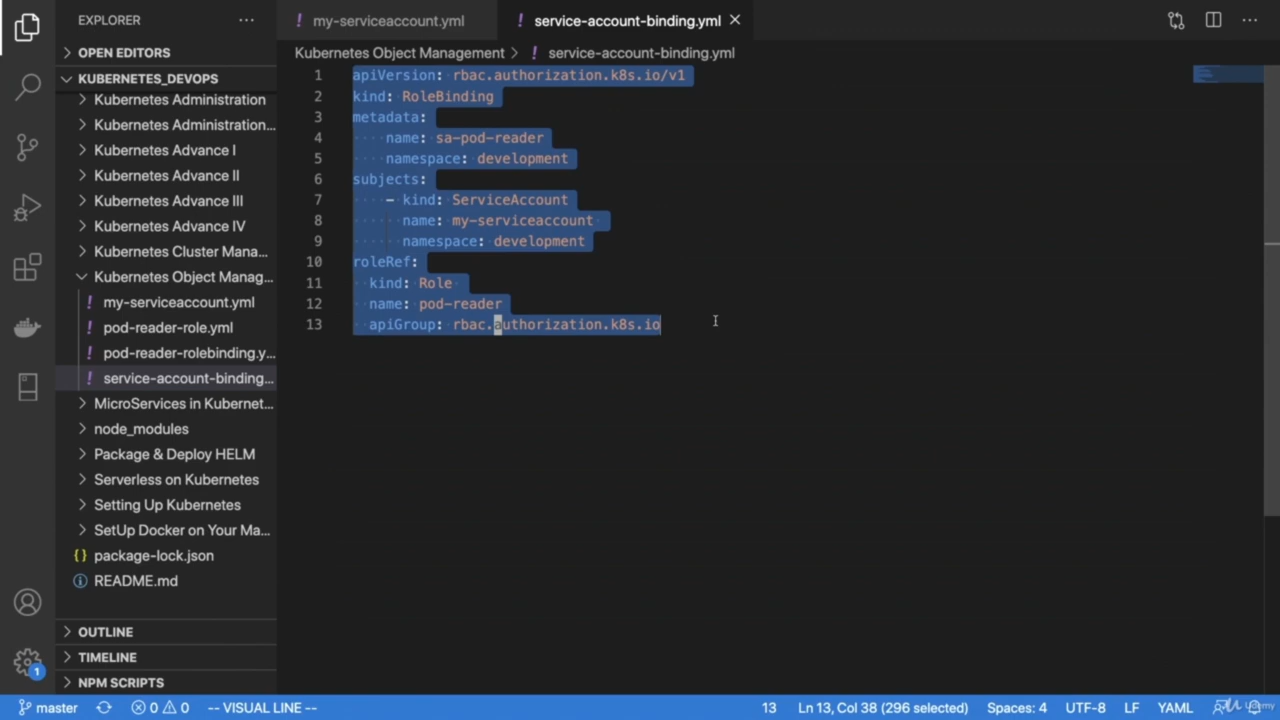 EXPLORER
OPEN EDITORS
KUBERNETES_DEVOPS
Kubernetes Administration
Kubernetes Administration...
Kubernetes Advance I
Kubernetes Advance II
Kubernetes Advance III
Kubernetes Advance IV
Kubernetes Cluster Mana...
Kubernetes Object Manag...
! my-serviceaccount.yml
! pod-reader-role.yml
! pod-reader-rolebinding.y...
! service-account-binding...
MicroServices in Kubernet...
node_modules
Package & Deploy HELM
Serverless on Kubernetes
Setting Up Kubernetes
SetUp Docker on Your Ma...
{} package-lock.json
README.md
OUTLINE
TIMELINE
NPM SCRIPTS
! my-serviceaccount.yml
! service-account-binding.yml
Kubernetes Object Management > ! service-account-binding.yml
1 apiVersion: rbac.authorization.k8s.io/v1
2 kind: RoleBinding
3 metadata:
4 name: sa-pod-reader
5 namespace: development
6 subjects:
7 - kind: ServiceAccount
8 name: my-serviceaccount
9 namespace: development
10 roleRef:
11 kind: Role
12 name: pod-reader
13 apiGroup: rbac.authorization.k8s.io
1
master
0 0
-- VISUAL LINE --
13
Ln 13, Col 38 (296 selected)
Spaces: 4
UTF-8
LF
YAML
Udemy